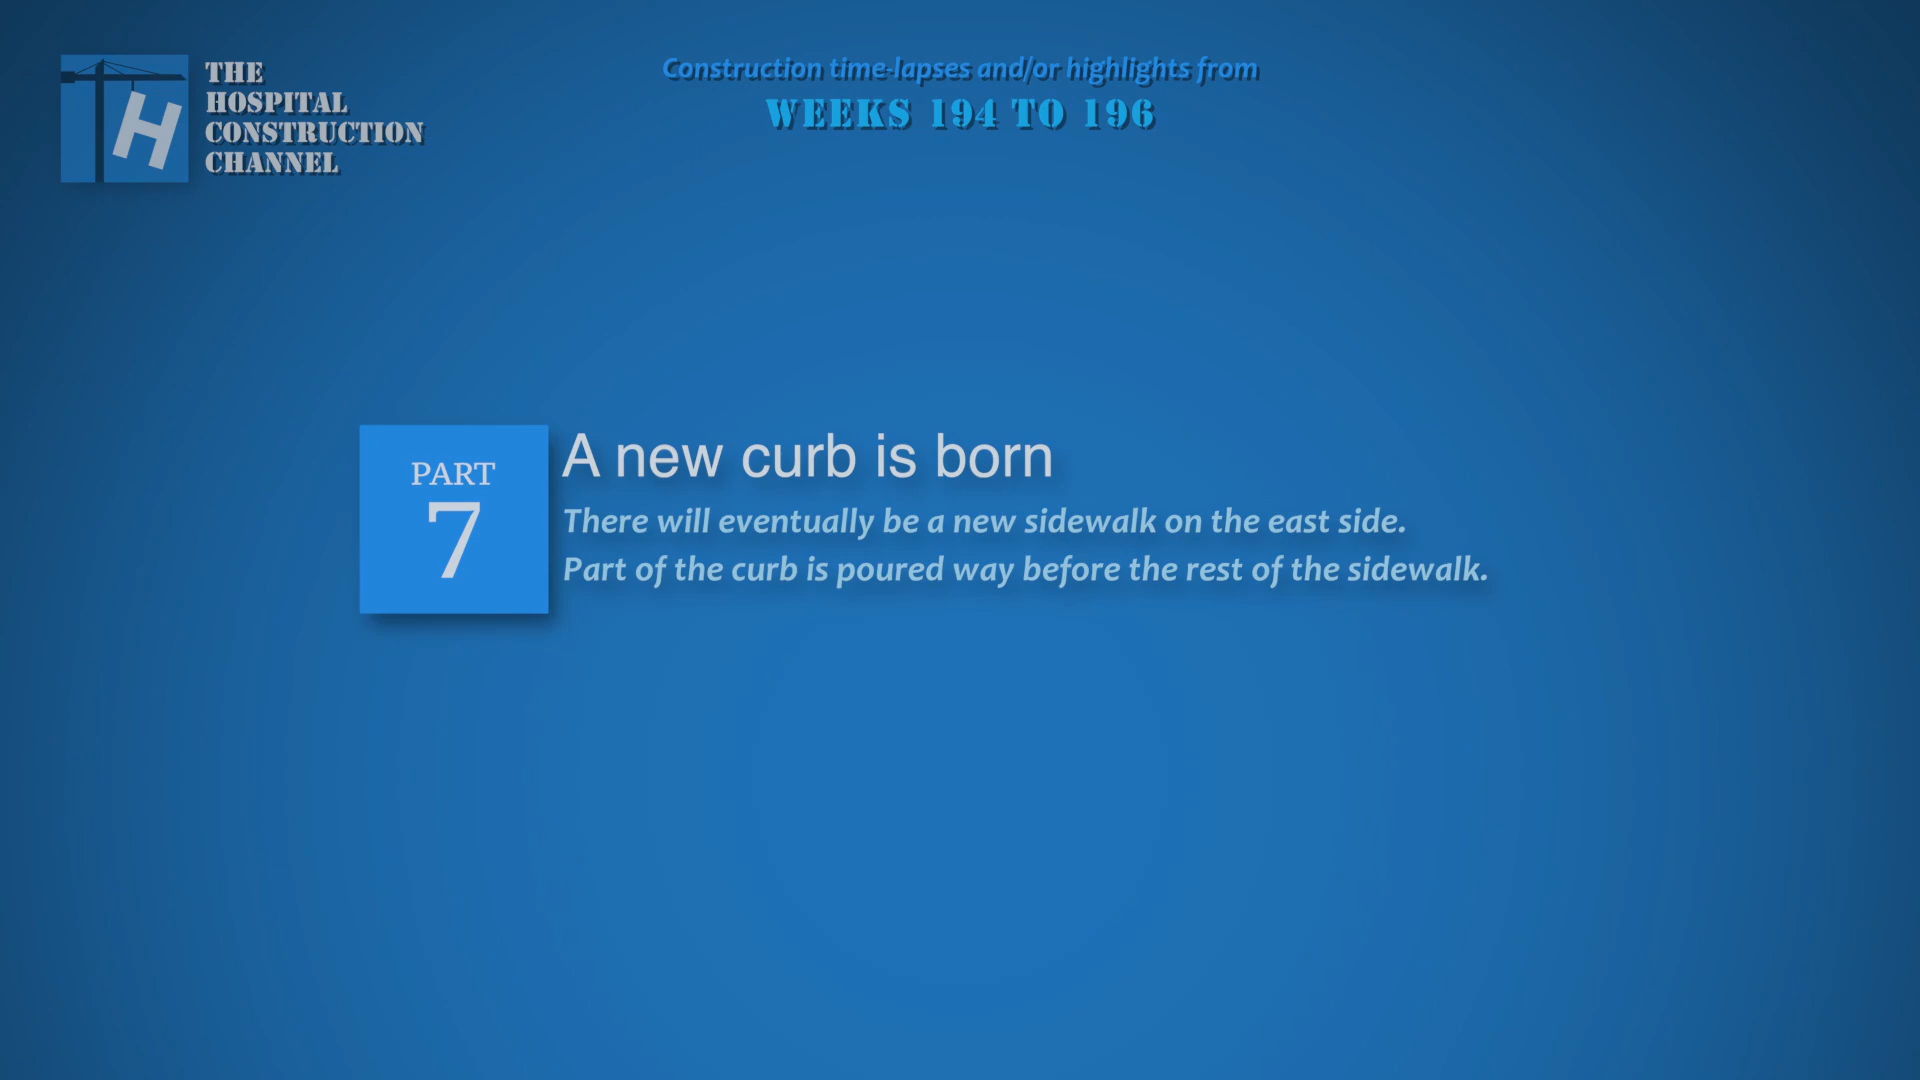 THE
HOSPITAL
CONSTRUCTION
CHANNEL
H
Construction time-lapses and/or highlights from
WEEKS 194 TO 196
PART
7
A new curb is born
There will eventually be a new sidewalk on the east side.
Part of the curb is poured way before the rest of the sidewalk.